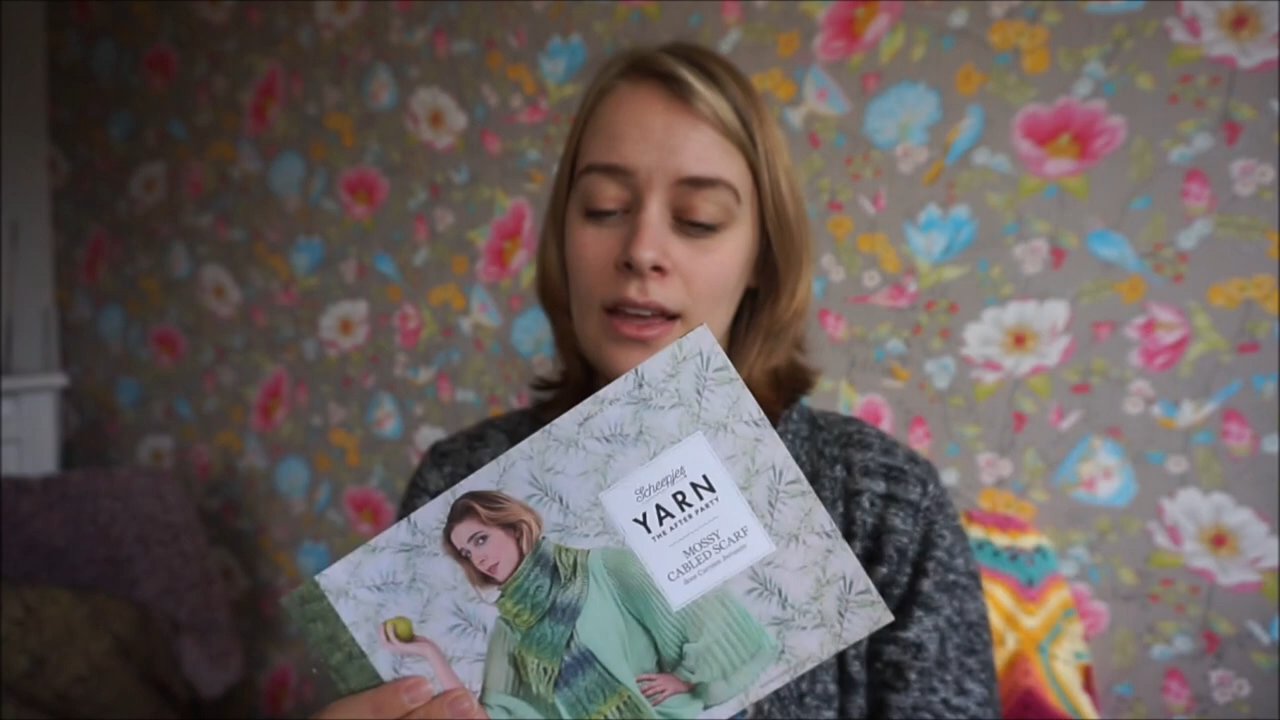 Scheepjes
YARN
THE AFTER PARTY
MOSSY
CABLED SCARF